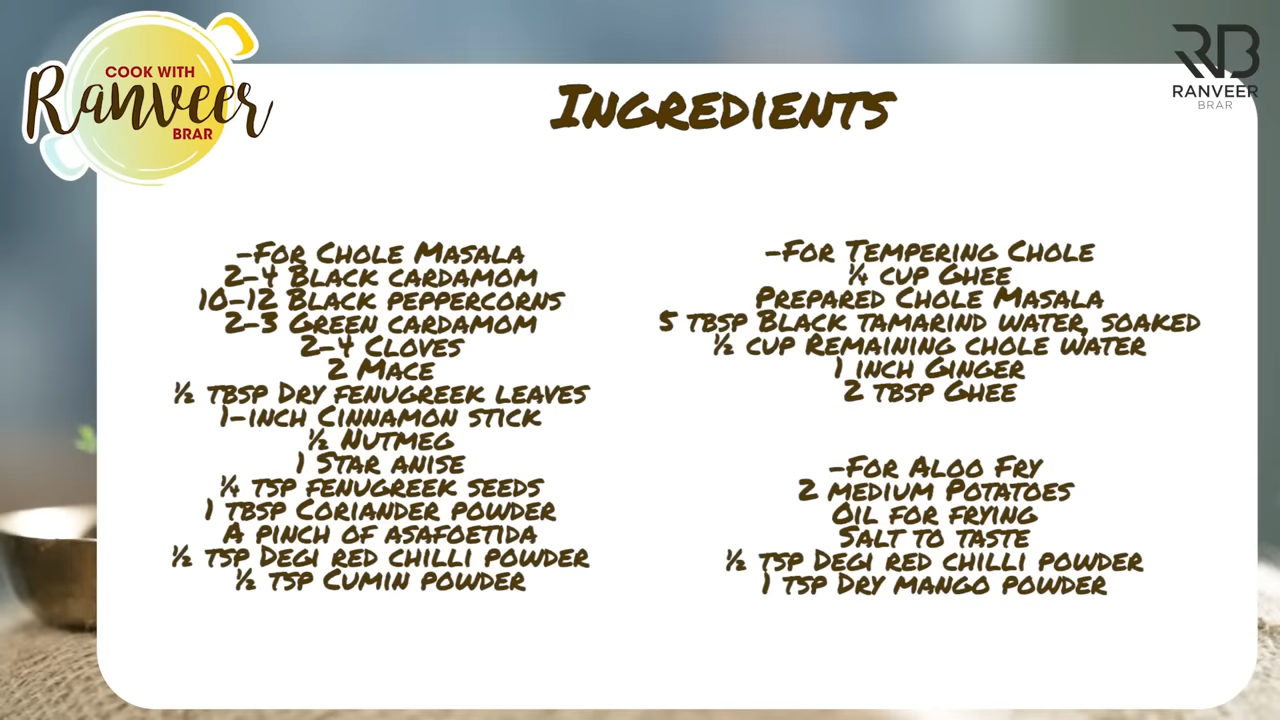 COOK WITH
Ranveer
BRAR
RB
RANVEER
BRAR
Ingredients
-For Chole Masala
2-4 Black cardamom
10-12 Black peppercorns
2-3 Green cardamom
2-4 Cloves
2 Mace
½ tbsp Dry fenugreek leaves
1-inch Cinnamon stick
½ Nutmeg
1 Star anise
¼ tsp fenugreek seeds
1 tbsp Coriander powder
A pinch of asafoetida
½ tsp Degi red chilli powder
½ tsp Cumin powder
-For Tempering Chole
¼ cup Ghee
Prepared Chole Masala
5 tbsp Black tamarind water, soaked
½ cup Remaining chole water
1 inch Ginger
2 tbsp Ghee
-For Aloo Fry
2 medium Potatoes
Oil for frying
Salt to taste
½ tsp Degi red chilli powder
1 tsp Dry mango powder